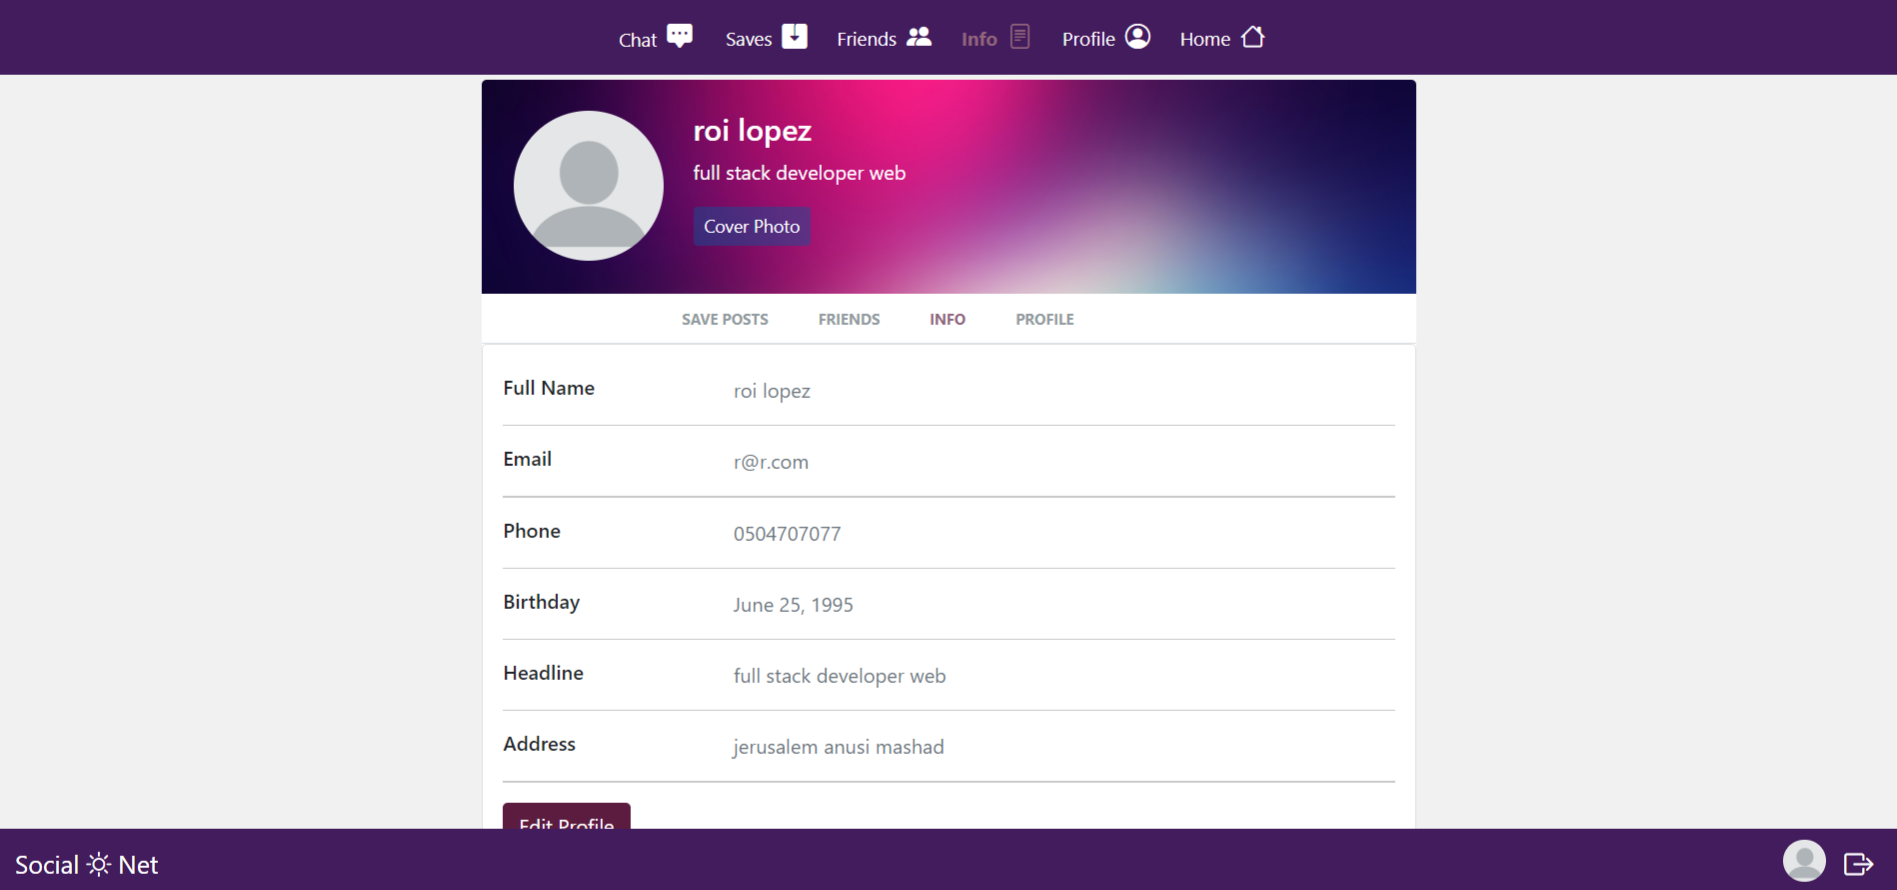 Chat
Saves
Friends
Info
Profile
Home
roi lopez
full stack developer web
Cover Photo
SAVE POSTS
FRIENDS
INFO
PROFILE
Full Name
roi lopez
Email
r@r.com
Phone
0504707077
Birthday
June 25, 1995
Headline
full stack developer web
Address
jerusalem anusi mashad
Edit Profile
Social Net